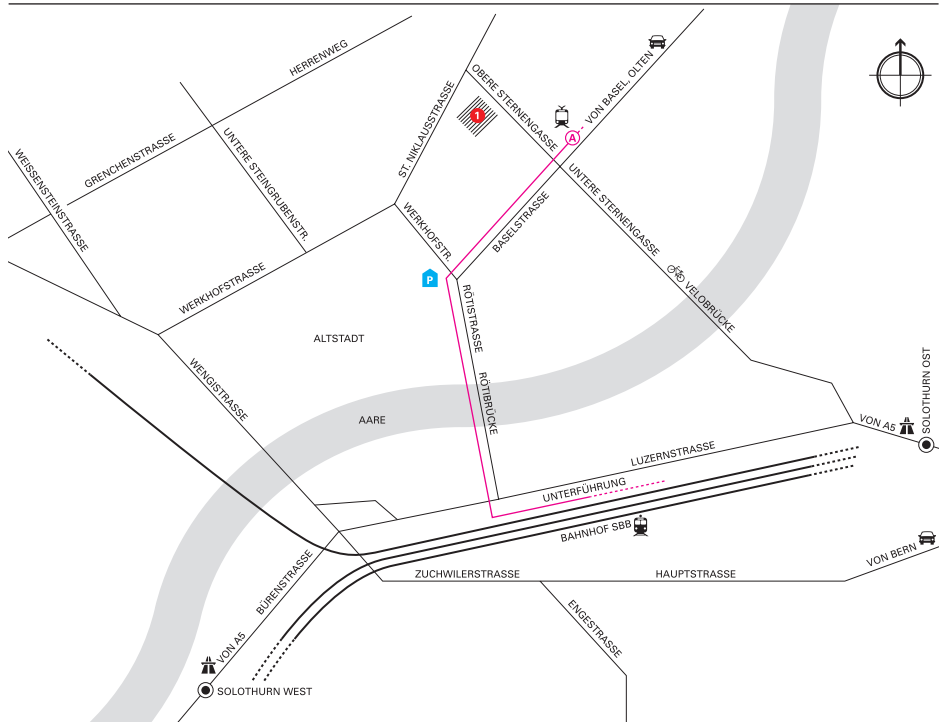 HERRENWEG
VON BASEL, OLTEN
OBERE STERNENGASSE
1
A
GRENCHENSTRASSE
UNTERE STEINGRUBENSTR.
ST. NIKLAUSSTRASSE
WEISSENSTEINSTRASSE
UNTERE STERNENGASSE
BASELSTRASSE
WERKHOFSTR.
WERKHOFSTRASSE
P
VELOBRÜCKE
RÖTISTRASSE
ALTSTADT
WENGISTRASSE
RÖTIBRÜCKE
AARE
SOLOTHURN OST
VON A5
LUZERNSTRASSE
UNTERFÜHRUNG
BAHNHOF SBB
VON BERN
ZUCHWILERSTRASSE
HAUPTSTRASSE
BÜRENSTRASSE
ENGESTRASSE
VON A5
SOLOTHURN WEST